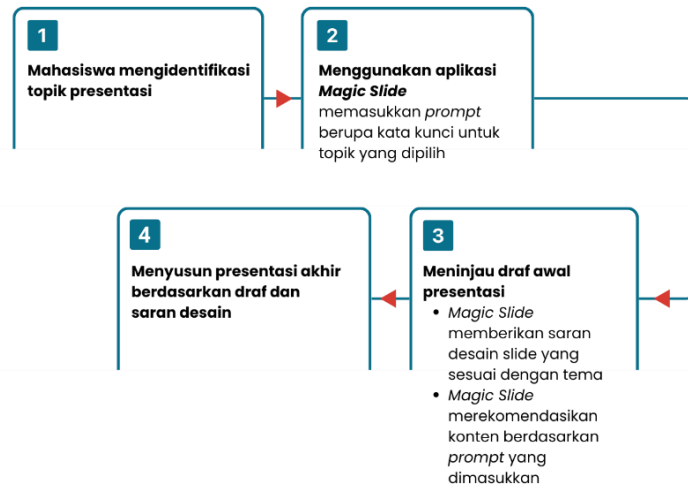 1
Mahasiswa mengidentifikasi
topik presentasi
2
Menggunakan aplikasi
Magic Slide
memasukkan prompt
berupa kata kunci untuk
topik yang dipilih
3
Meninjau draf awal
presentasi
• Magic Slide
memberikan saran
desain slide yang
sesuai dengan tema
• Magic Slide
merekomendasikan
konten berdasarkan
prompt yang
dimasukkan
4
Menyusun presentasi akhir
berdasarkan draf dan
saran desain